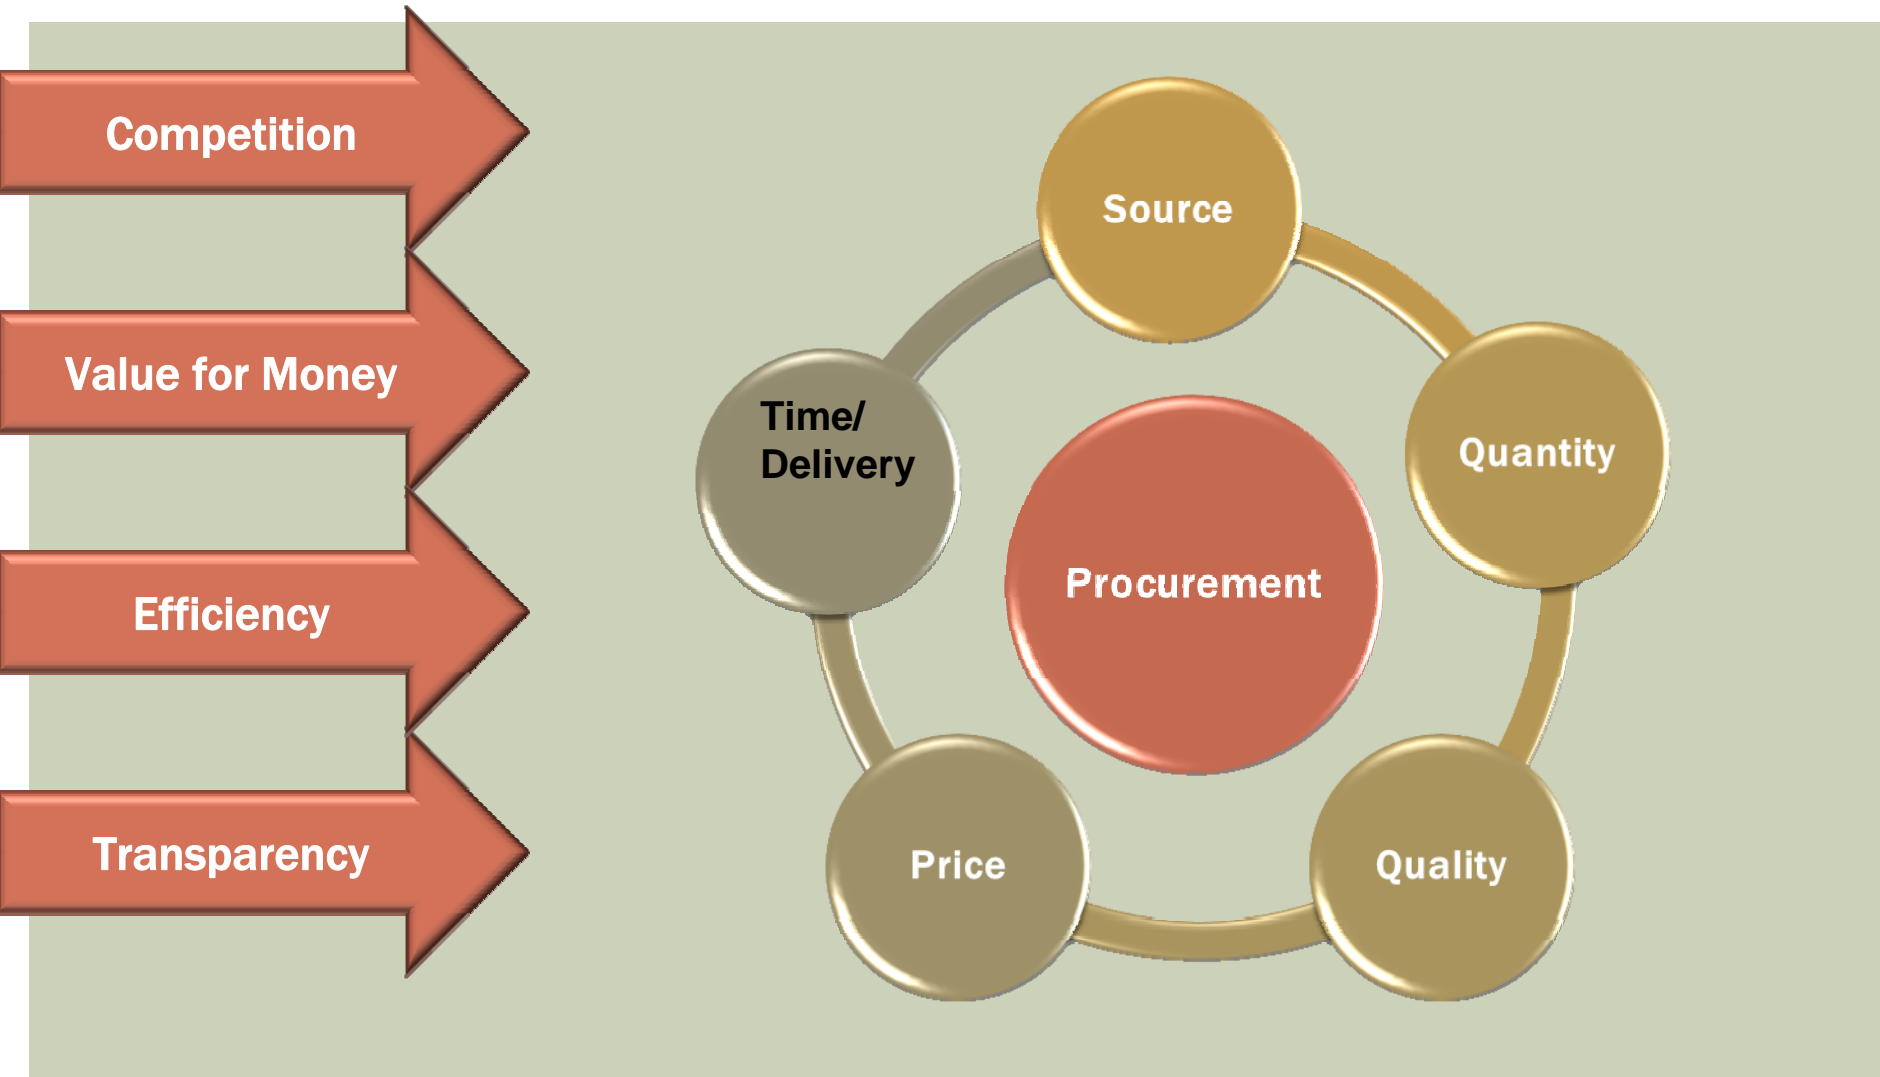 Competition
Value for Money
Efficiency
Transparency
Source
Quantity
Quality
Price
Time/
Delivery
Procurement